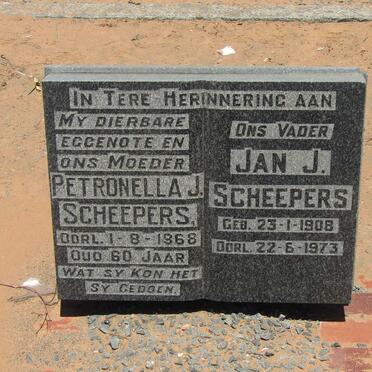 IN TERE HERINNERING AAN
MY DIERBARE
EGGENOTE EN
ONS MOEDER
PETRONELLA J.
SCHEEPERS.
OORL. 1-8-1968
OUD 60 JAAR
WAT SY KON HET
SY GEDOEN.
ONS VADER
JAN J.
SCHEEPERS
GEB. 23-1-1908
OORL. 22-6-1973